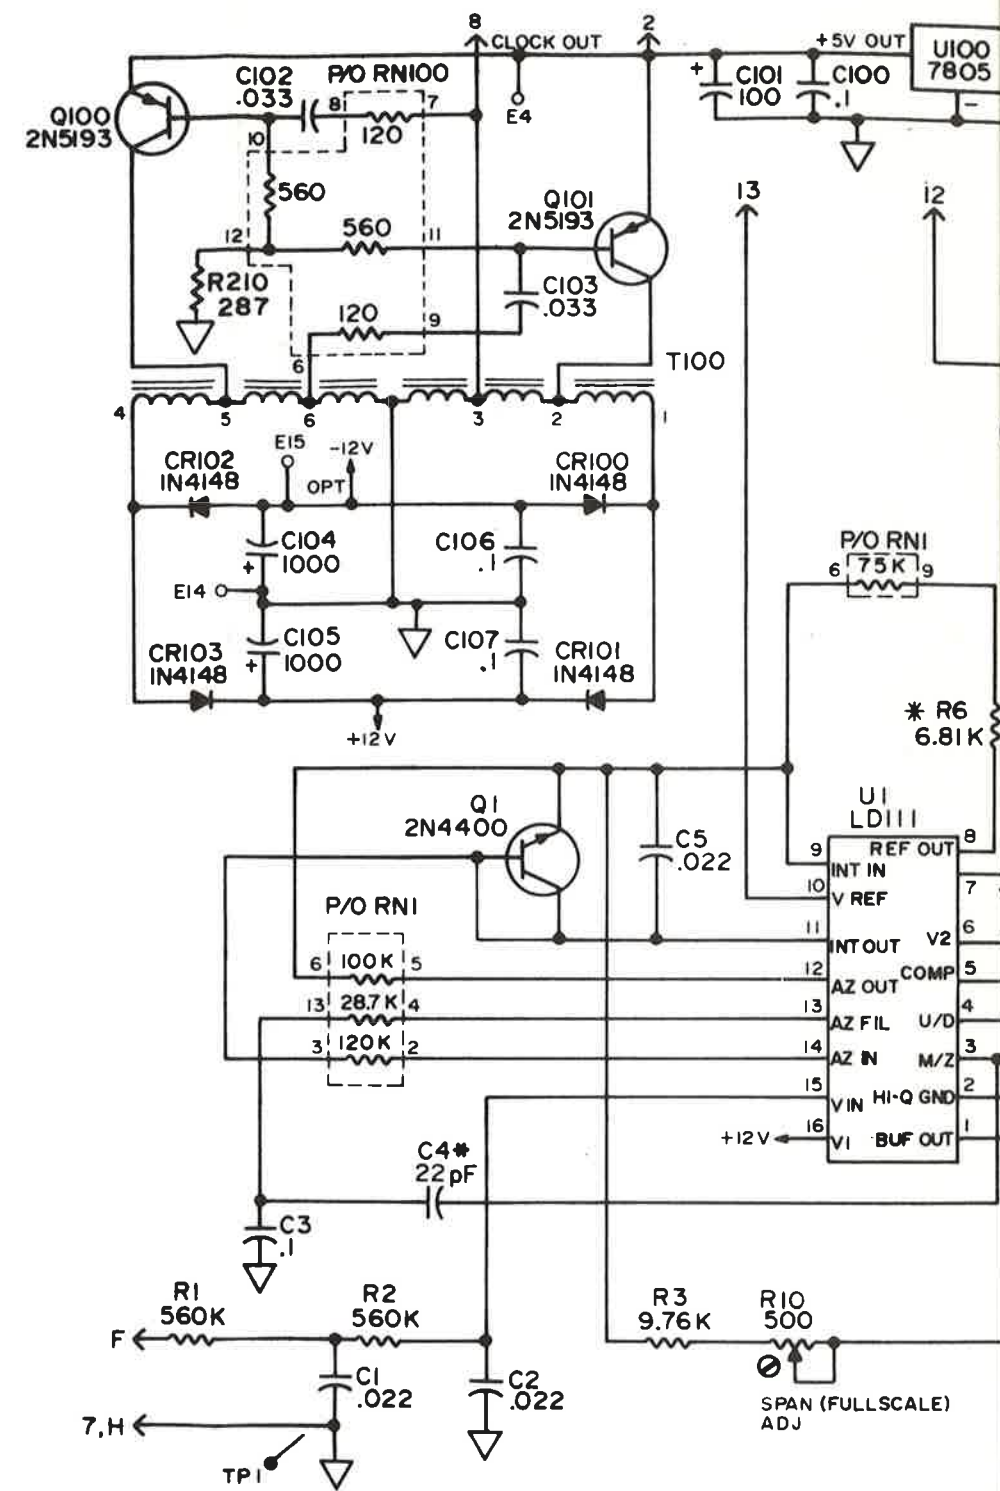 8
CLOCK OUT
2
+5V OUT
U100
7805
Q100
2N5193
C102
.033
P/O RN100
8
7
120
10
E4
+
C101
100
C100
.1
−
560
12
560
11
Q101
2N5193
R210
287
C103
.033
120
9
6
13
12
T100
4
5
6
3
2
1
CR102
1N4148
E15
-12V
OPT
CR100
1N4148
C104
1000
+
C106
.1
E14
C105
1000
+
C107
.1
CR103
1N4148
CR101
1N4148
+12V
P/O RN1
6
75K
9
* R6
6.81K
Q1
2N4400
C5
.022
U1
LD111
9
INT IN
REF OUT
8
10
V REF
7
11
INT OUT
V2
6
12
AZ OUT
COMP
5
13
AZ FIL
U/D
4
14
AZ IN
M/Z
3
15
V IN
HI-Q GND
2
+12V
16
V1
BUF OUT
1
P/O RN1
6
100K
5
13
28.7K
4
3
120K
2
C4*
22pF
C3
.1
R1
560K
R2
560K
F
C1
.022
C2
.022
7,H
TP1
R3
9.76K
R10
500
SPAN (FULLSCALE)
ADJ